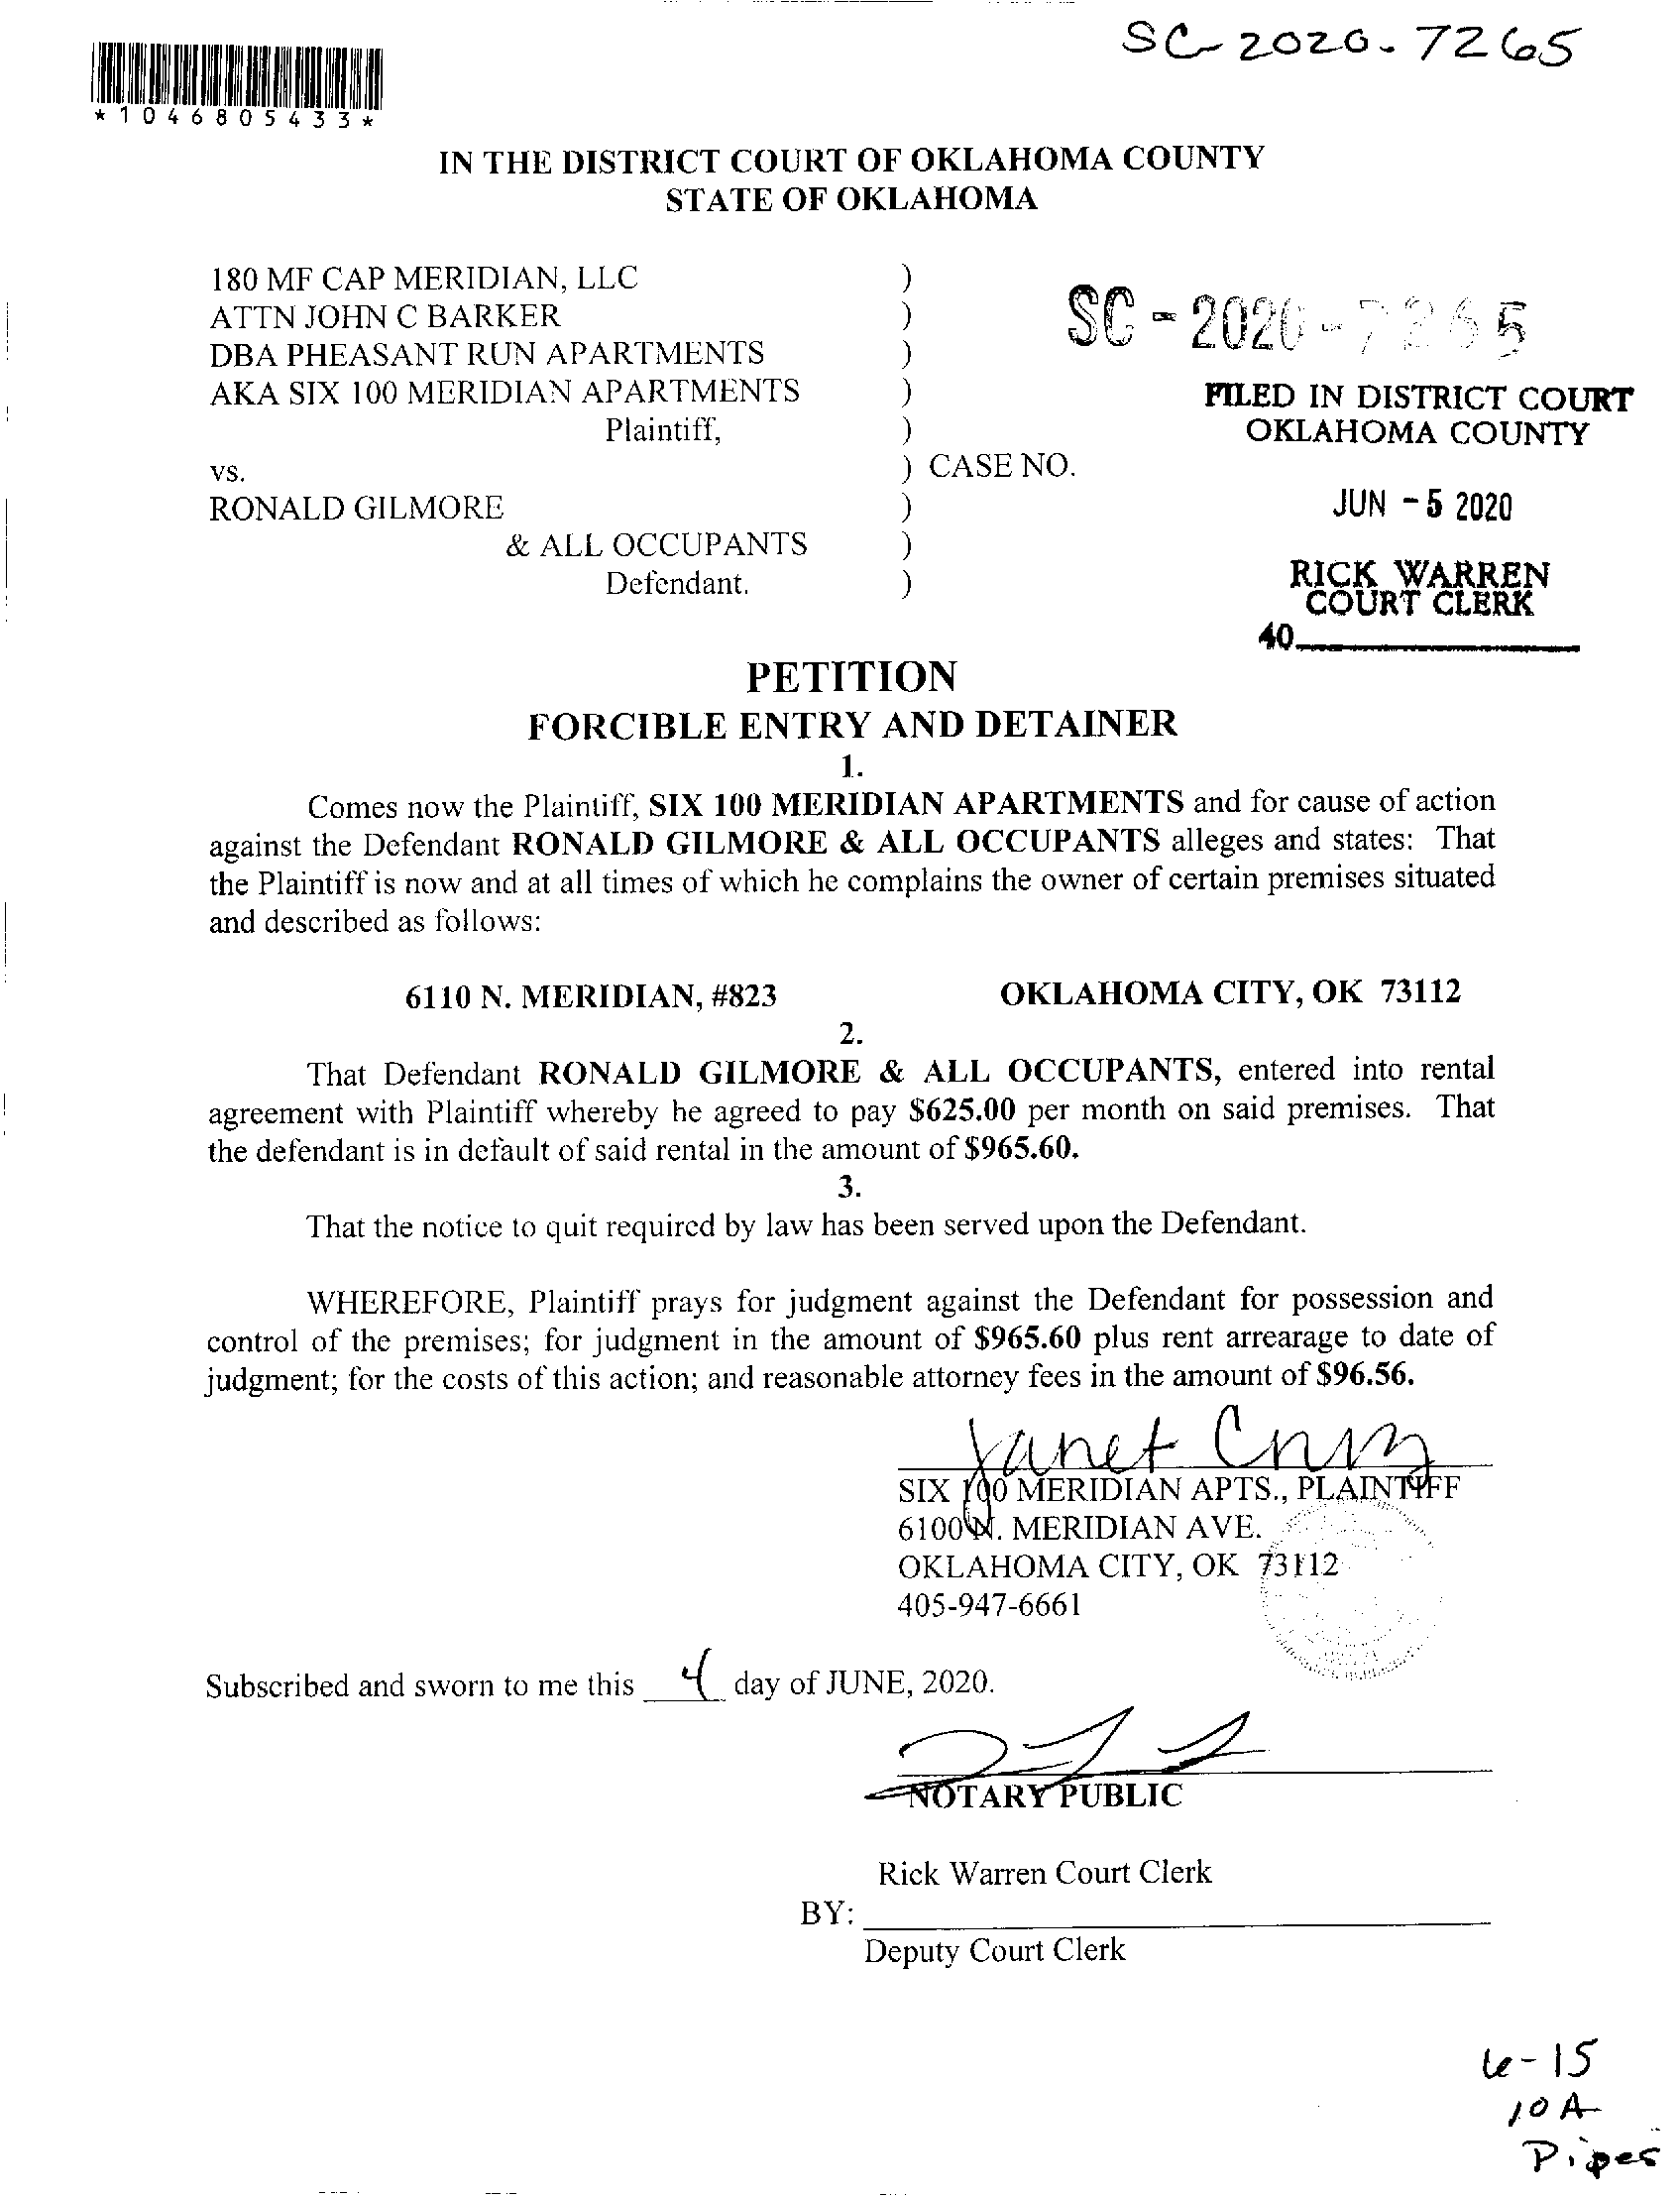 SC-2020-7265
*1046805433*
IN THE DISTRICT COURT OF OKLAHOMA COUNTY
STATE OF OKLAHOMA
180 MF CAP MERIDIAN, LLC )
ATTN JOHN C BARKER )
DBA PHEASANT RUN APARTMENTS )
AKA SIX 100 MERIDIAN APARTMENTS )
Plaintiff, )
vs. ) CASE NO.
RONALD GILMORE )
& ALL OCCUPANTS )
Defendant. )
SC - 2020 - 7265
FILED IN DISTRICT COURT
OKLAHOMA COUNTY
JUN - 5 2020
RICK WARREN
COURT CLERK
40
PETITION
FORCIBLE ENTRY AND DETAINER
1.
Comes now the Plaintiff, SIX 100 MERIDIAN APARTMENTS and for cause of action
against the Defendant RONALD GILMORE & ALL OCCUPANTS alleges and states: That
the Plaintiff is now and at all times of which he complains the owner of certain premises situated
and described as follows:
6110 N. MERIDIAN, #823 OKLAHOMA CITY, OK 73112
2.
That Defendant RONALD GILMORE & ALL OCCUPANTS, entered into rental
agreement with Plaintiff whereby he agreed to pay $625.00 per month on said premises. That
the defendant is in default of said rental in the amount of $965.60.
3.
That the notice to quit required by law has been served upon the Defendant.
WHEREFORE, Plaintiff prays for judgment against the Defendant for possession and
control of the premises; for judgment in the amount of $965.60 plus rent arrearage to date of
judgment; for the costs of this action; and reasonable attorney fees in the amount of $96.56.
Janet Cruz
SIX 100 MERIDIAN APTS., PLAINTIFF
6100 N. MERIDIAN AVE.
OKLAHOMA CITY, OK 73112
405-947-6661
Subscribed and sworn to me this 4 day of JUNE, 2020.
NOTARY PUBLIC
Rick Warren Court Clerk
BY:
Deputy Court Clerk
6-15
10 A
Pipes